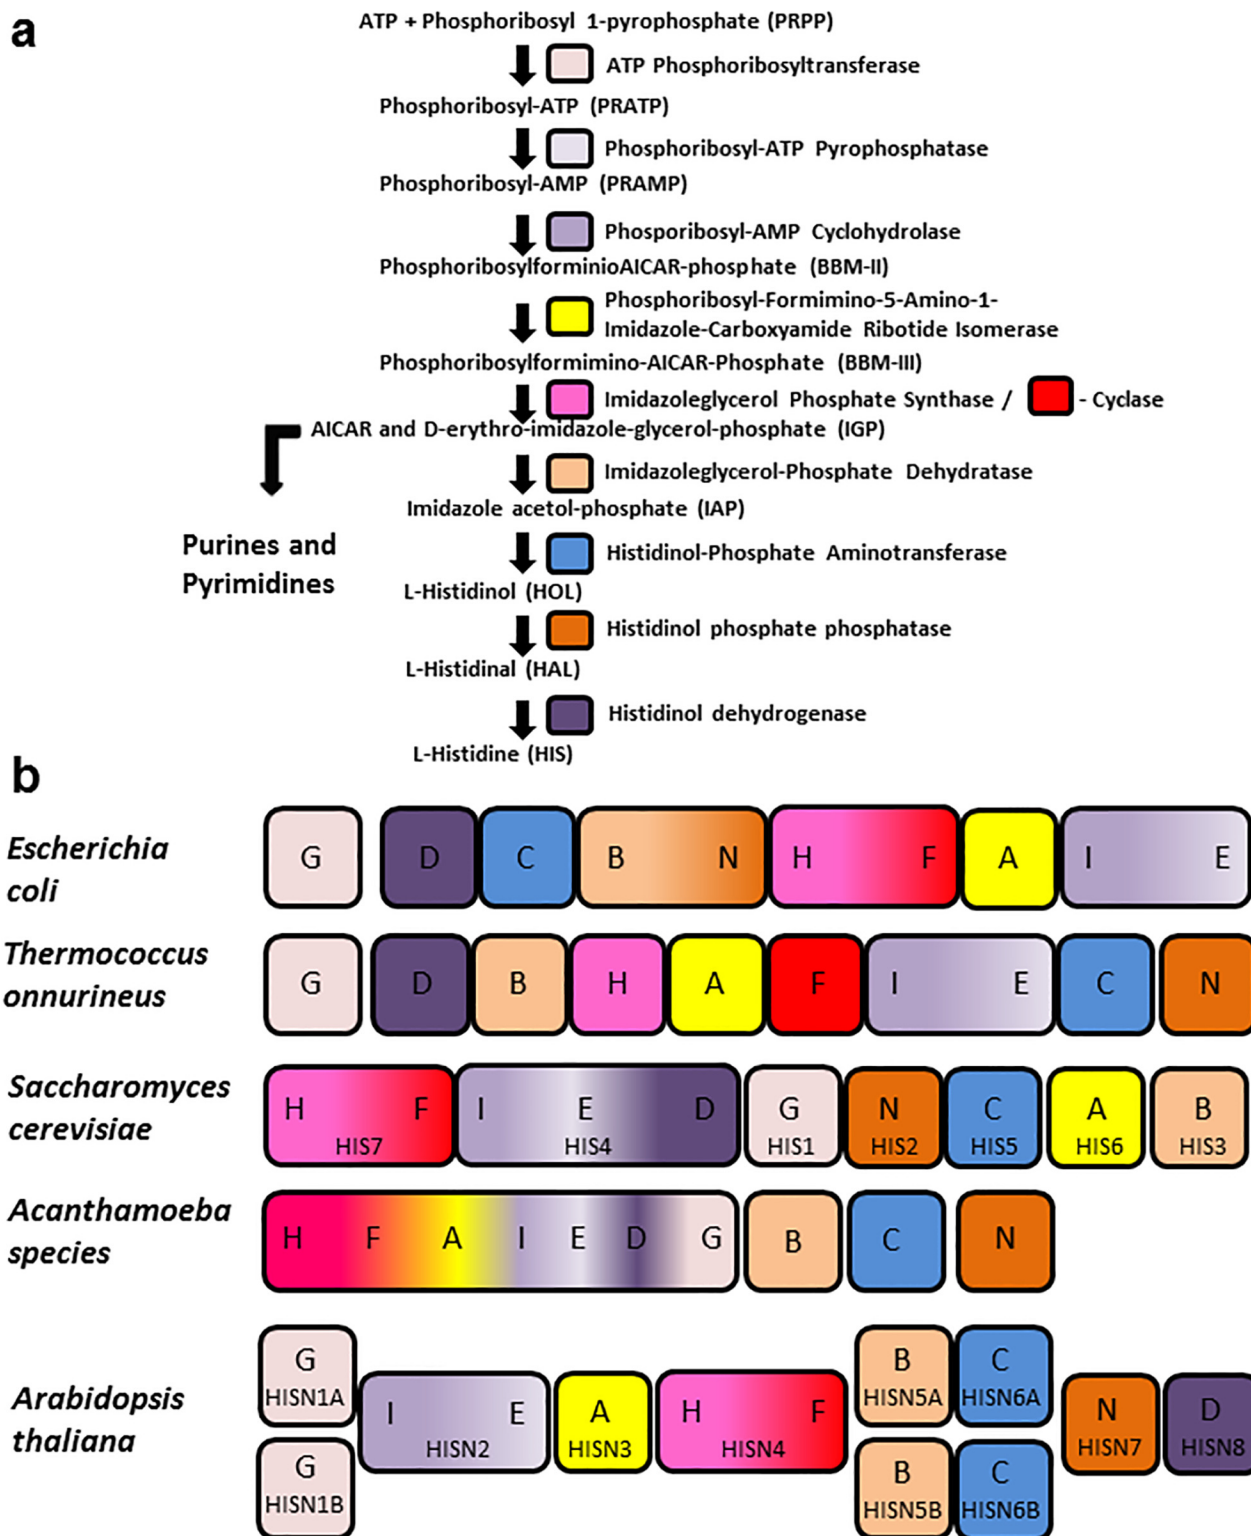 a
ATP + Phosphoribosyl 1-pyrophosphate (PRPP)
ATP Phosphoribosyltransferase
Phosphoribosyl-ATP (PRATP)
Phosphoribosyl-ATP Pyrophosphatase
Phosphoribosyl-AMP (PRAMP)
Phosporibosyl-AMP Cyclohydrolase
PhosphoribosylforminioAICAR-phosphate (BBM-II)
Phosphoribosyl-Formimino-5-Amino-1-
Imidazole-Carboxyamide Ribotide Isomerase
Phosphoribosylformimino-AICAR-Phosphate (BBM-III)
Imidazoleglycerol Phosphate Synthase / - Cyclase
AICAR and D-erythro-imidazole-glycerol-phosphate (IGP)
Imidazoleglycerol-Phosphate Dehydratase
Imidazole acetol-phosphate (IAP)
Purines and
Pyrimidines
Histidinol-Phosphate Aminotransferase
L-Histidinol (HOL)
Histidinol phosphate phosphatase
L-Histidinal (HAL)
Histidinol dehydrogenase
L-Histidine (HIS)
b
Escherichia
coli
G D C B N H F A I E
Thermococcus
onnurineus
G D B H A F I E C N
Saccharomyces
cerevisiae
H F I E D G N C A B
HIS7 HIS4 HIS1 HIS2 HIS5 HIS6 HIS3
Acanthamoeba
species
H F A I E D G B C N
Arabidopsis
thaliana
G B C
HISN1A HISN5A HISN6A
I E A H F N D
HISN2 HISN3 HISN4 HISN7 HISN8
G B C
HISN1B HISN5B HISN6B